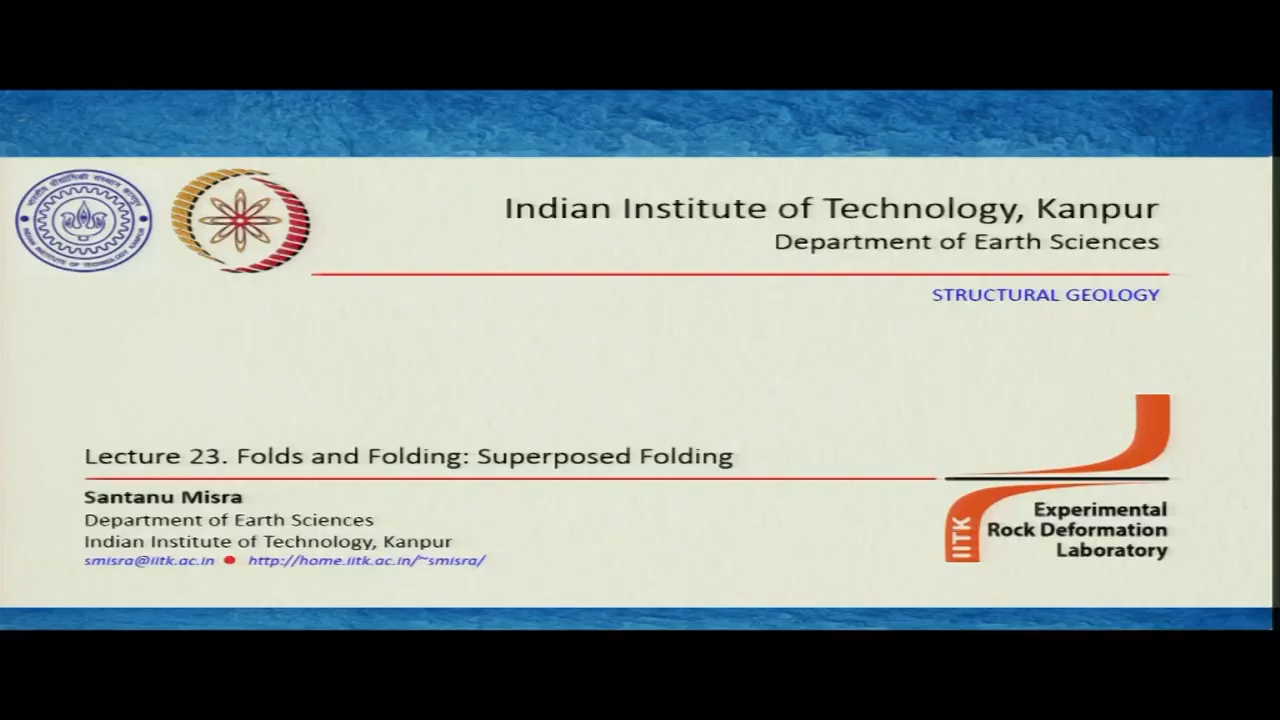 Indian Institute of Technology, Kanpur
Department of Earth Sciences
STRUCTURAL GEOLOGY
Lecture 23. Folds and Folding: Superposed Folding
Santanu Misra
Department of Earth Sciences
Indian Institute of Technology, Kanpur
smisra@iitk.ac.in ● http://home.iitk.ac.in/~smisra/
IITK
Experimental
Rock Deformation
Laboratory